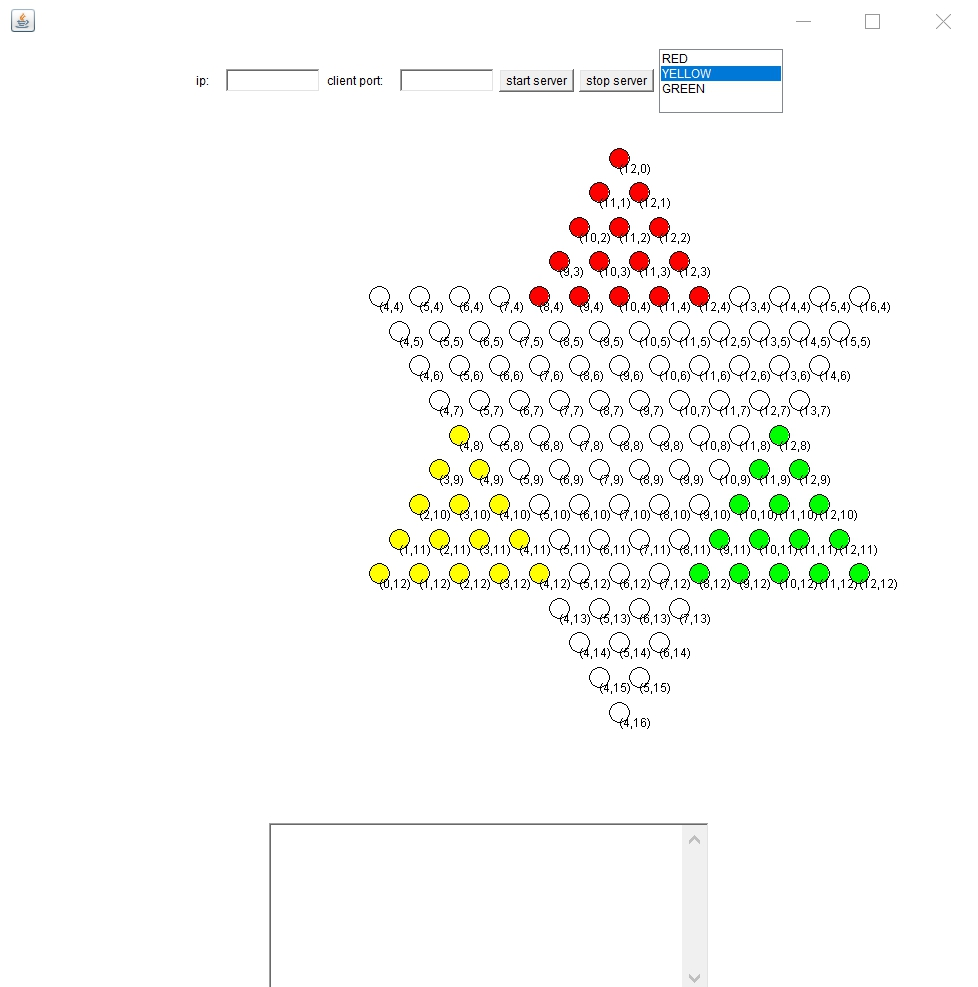 ip: client port: start server stop server
RED
YELLOW
GREEN
(12,0)
(11,1) (12,1)
(10,2) (11,2) (12,2)
(9,3) (10,3) (11,3) (12,3)
(4,4) (5,4) (6,4) (7,4) (8,4) (9,4) (10,4) (11,4) (12,4) (13,4) (14,4) (15,4) (16,4)
(4,5) (5,5) (6,5) (7,5) (8,5) (9,5) (10,5) (11,5) (12,5) (13,5) (14,5) (15,5)
(4,6) (5,6) (6,6) (7,6) (8,6) (9,6) (10,6) (11,6) (12,6) (13,6) (14,6)
(4,7) (5,7) (6,7) (7,7) (8,7) (9,7) (10,7) (11,7) (12,7) (13,7)
(4,8) (5,8) (6,8) (7,8) (8,8) (9,8) (10,8) (11,8) (12,8)
(3,9) (4,9) (5,9) (6,9) (7,9) (8,9) (9,9) (10,9) (11,9) (12,9)
(2,10) (3,10) (4,10) (5,10) (6,10) (7,10) (8,10) (9,10) (10,10) (11,10) (12,10)
(1,11) (2,11) (3,11) (4,11) (5,11) (6,11) (7,11) (8,11) (9,11) (10,11) (11,11) (12,11)
(0,12) (1,12) (2,12) (3,12) (4,12) (5,12) (6,12) (7,12) (8,12) (9,12) (10,12) (11,12) (12,12)
(4,13) (5,13) (6,13) (7,13)
(4,14) (5,14) (6,14)
(4,15) (5,15)
(4,16)